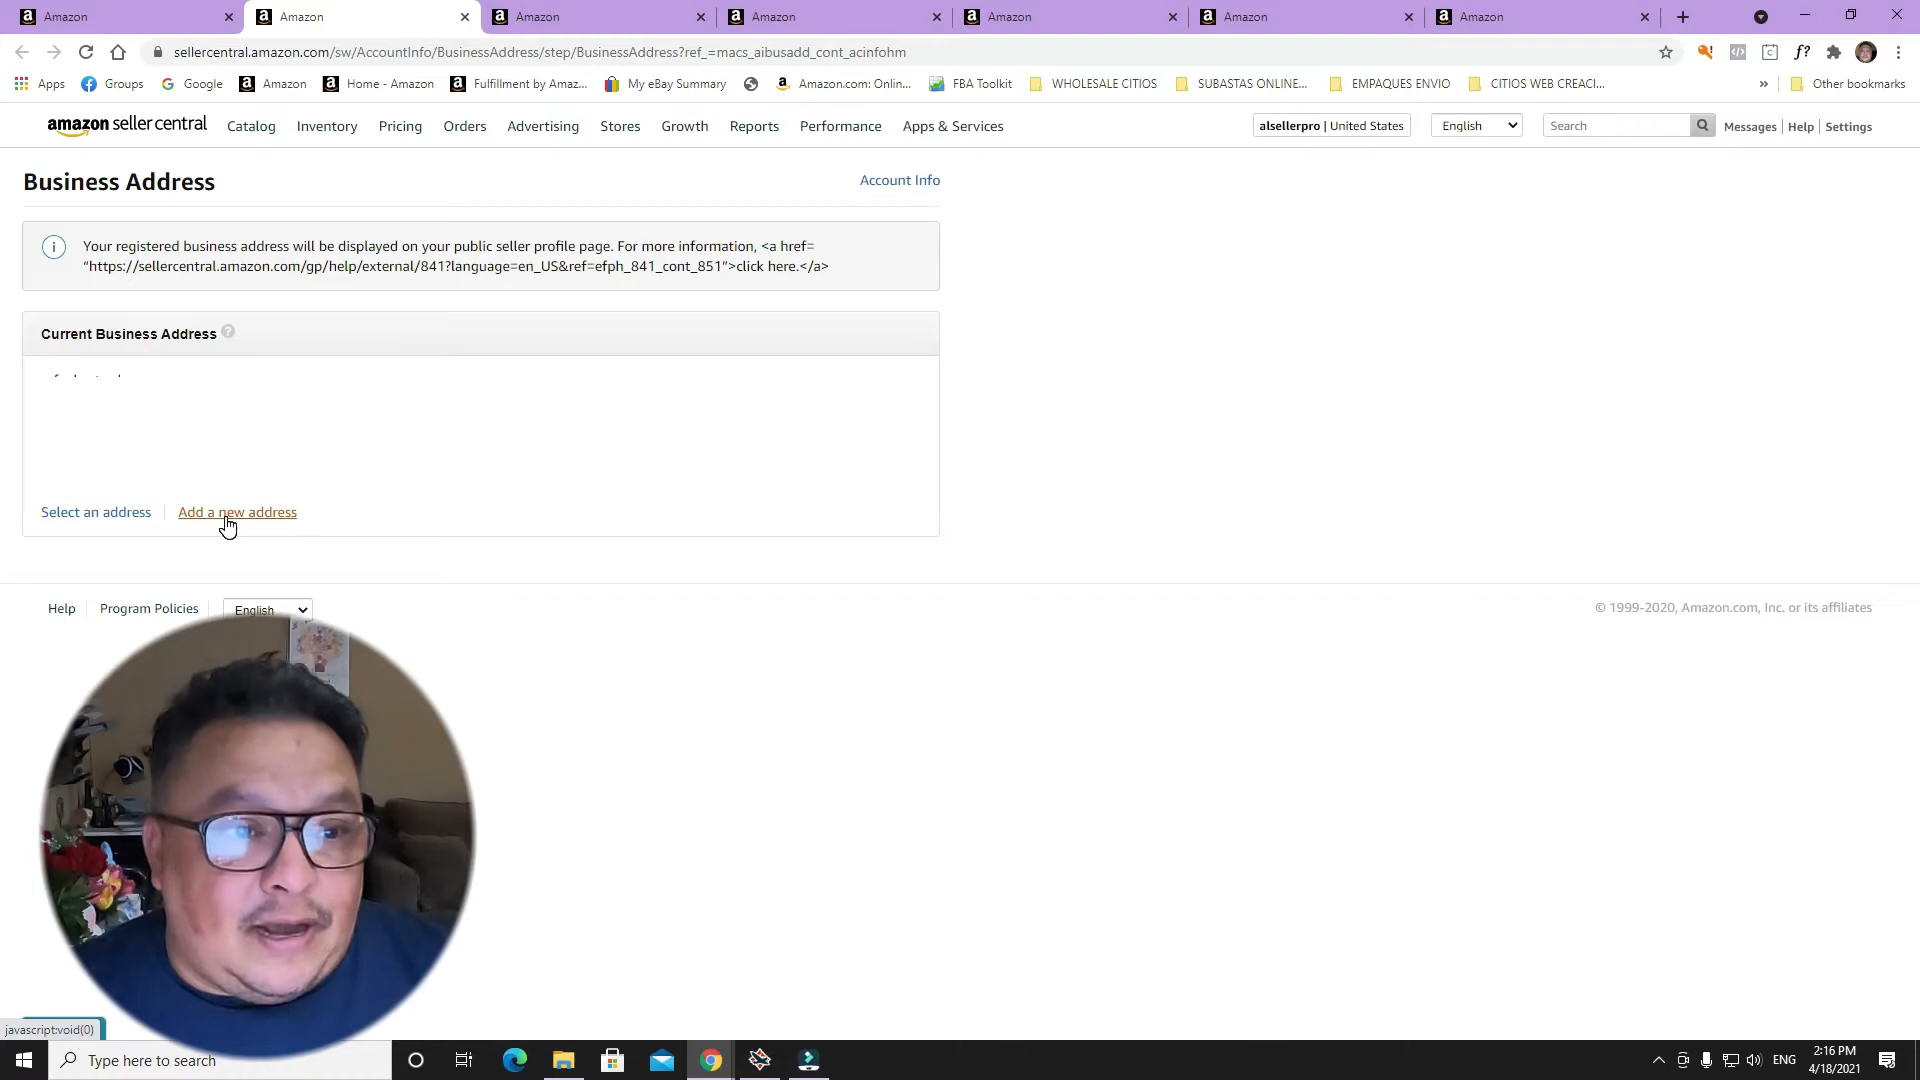 Amazon
Amazon
Amazon
Amazon
Amazon
Amazon
Amazon
sellercentral.amazon.com/sw/AccountInfo/BusinessAddress/step/BusinessAddress?ref_=macs_aibusadd_cont_acinfohm
Apps
Groups
Google
Amazon
Home - Amazon
Fulfillment by Amaz...
My eBay Summary
Amazon.com: Onlin...
FBA Toolkit
WHOLESALE CITIOS
SUBASTAS ONLINE...
EMPAQUES ENVIO
CITIOS WEB CREACI...
»
Other bookmarks
amazon seller central
Catalog
Inventory
Pricing
Orders
Advertising
Stores
Growth
Reports
Performance
Apps & Services
alsellerpro | United States
English
Search
Messages | Help | Settings
Business Address
Account Info
Your registered business address will be displayed on your public seller profile page. For more information, <a href=
"https://sellercentral.amazon.com/gp/help/external/841?language=en_US&ref=efph_841_cont_851">click here.</a>
Current Business Address
Select an address
Add a new address
Help
Program Policies
English
© 1999-2020, Amazon.com, Inc. or its affiliates
javascript:void(0)
Type here to search
ENG
2:16 PM
4/18/2021